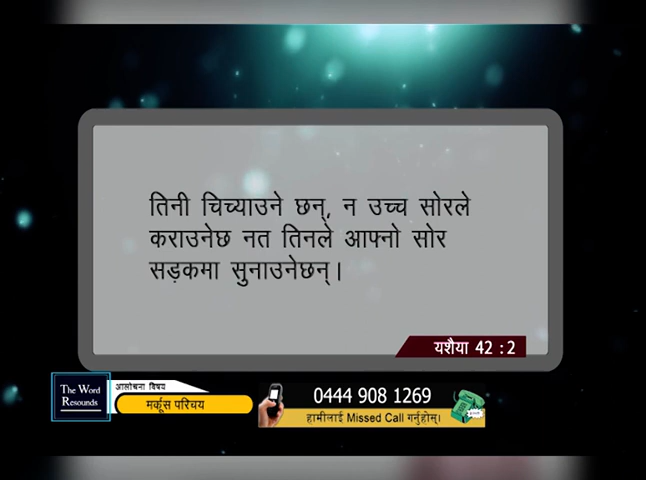 तिनी चिच्याउने छन्, न उच्च सोरले
कराउनेछ नत तिनले आफ्नो सोर
सड़कमा सुनाउनेछन्।
यशैया 42 : 2
The Word
Resounds
आलोचना विषय
मर्कूस परिचय
0444 908 1269
हामीलाई Missed Call गर्नुहोस्।